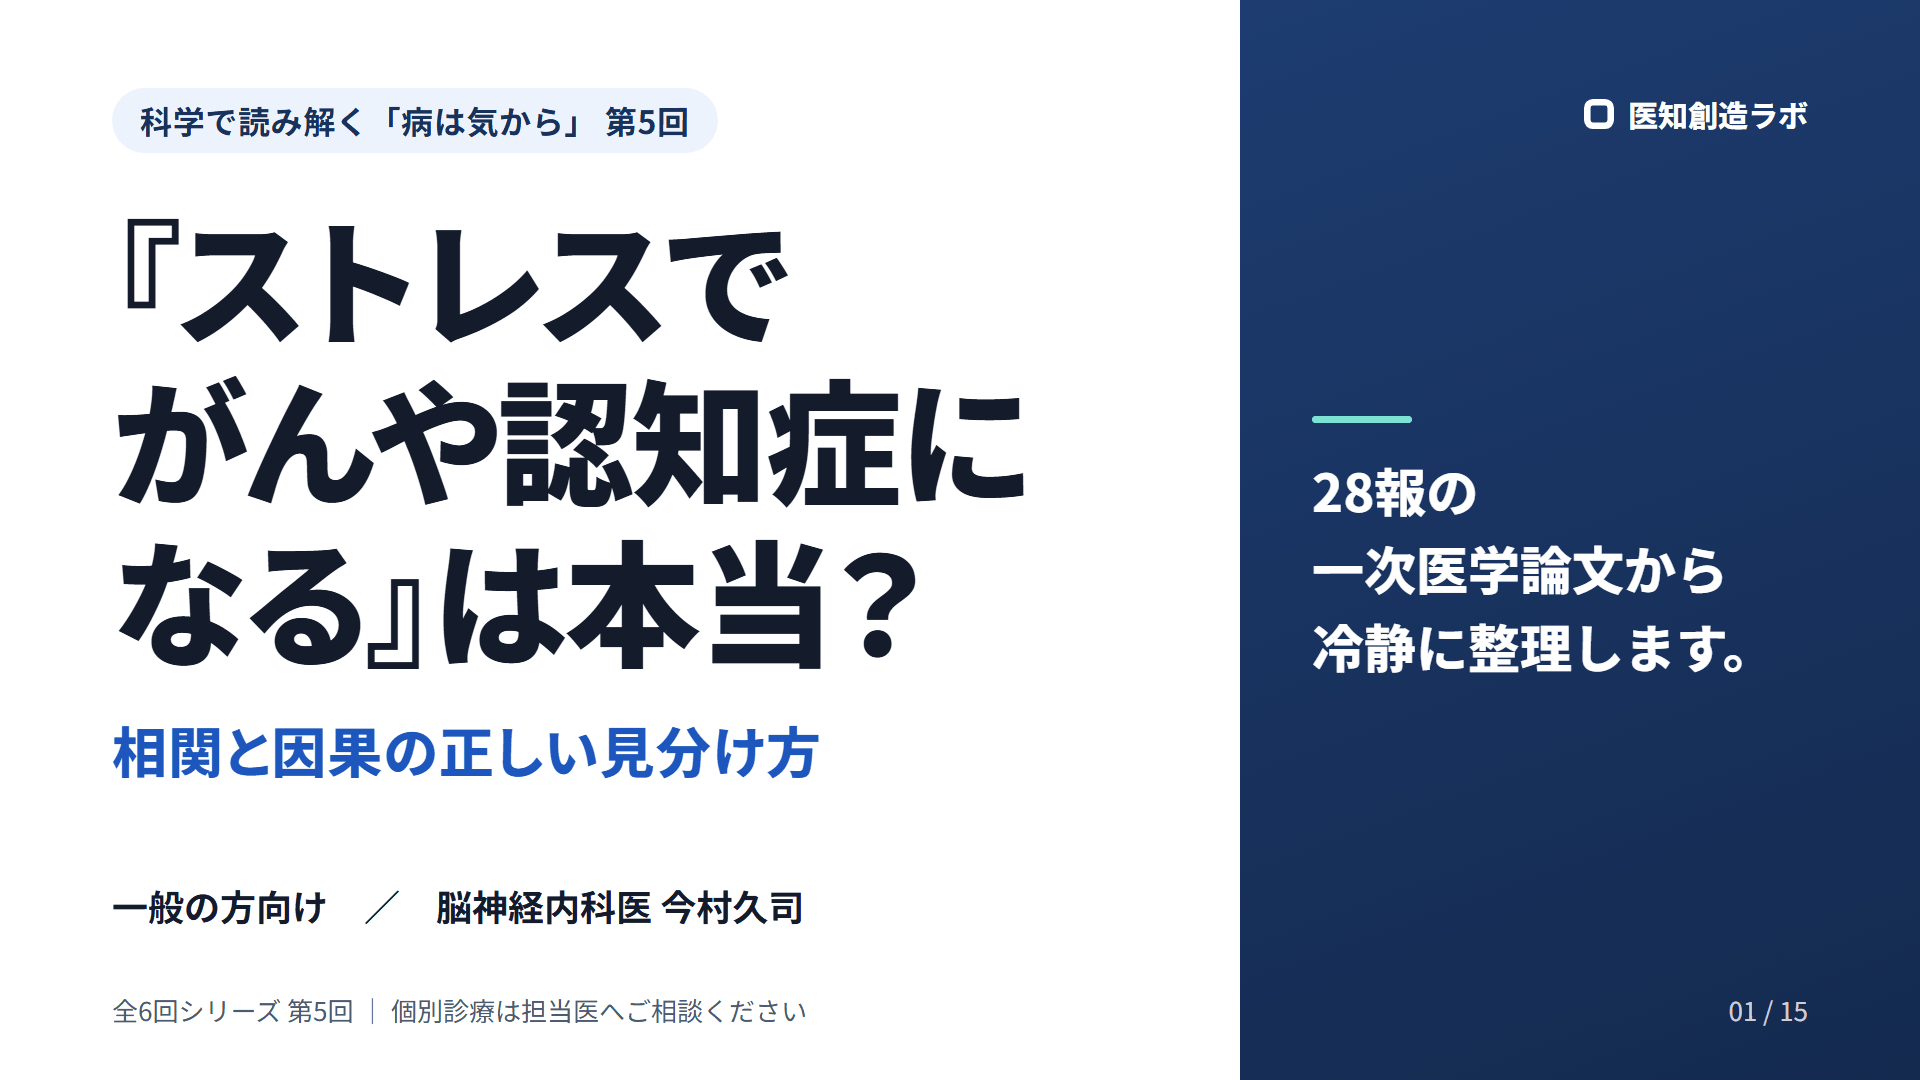 科学で読み解く「病は気から」 第5回
『ストレスで
がんや認知症に
なる』は本当？
相関と因果の正しい見分け方
一般の方向け　／　脳神経内科医 今村久司
全6回シリーズ 第5回 ｜ 個別診療は担当医へご相談ください
医知創造ラボ
28報の
一次医学論文から
冷静に整理します。
01 / 15